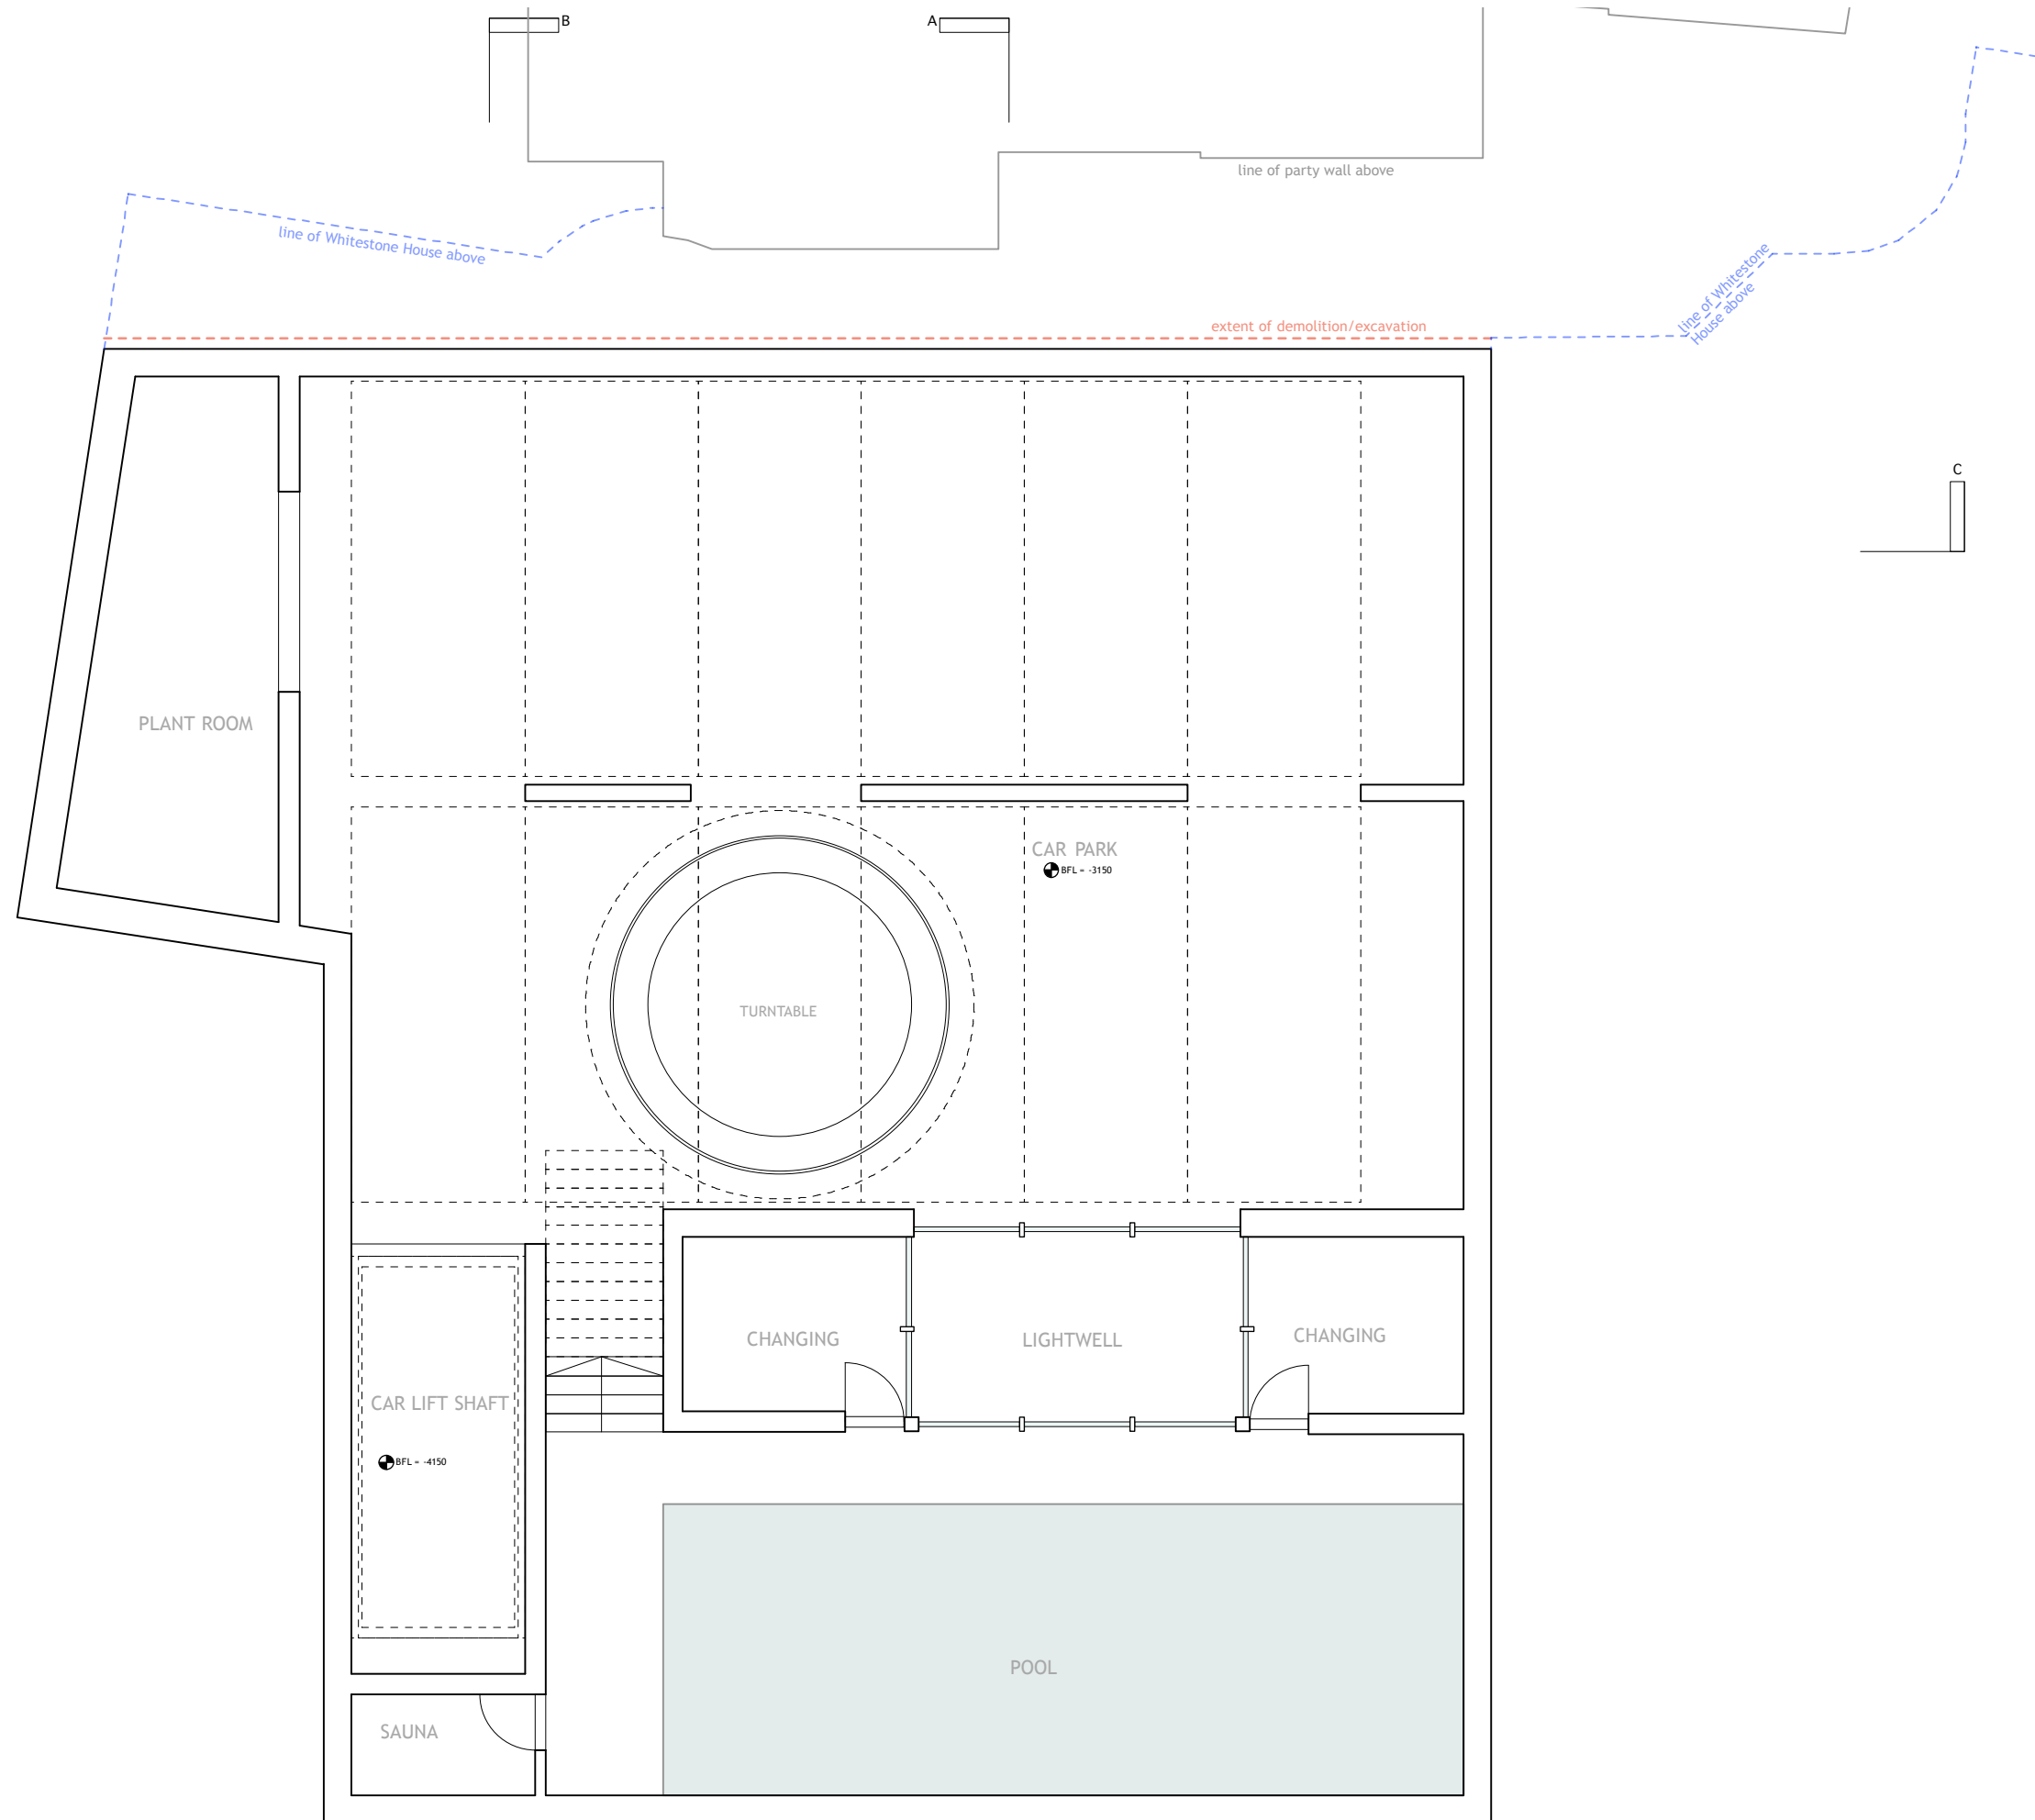 B
A
line of party wall above
line of Whitestone House above
line of Whitestone
House above
extent of demolition/excavation
C
PLANT ROOM
CAR PARK
BFL = -3150
TURNTABLE
CHANGING
LIGHTWELL
CHANGING
CAR LIFT SHAFT
BFL = -4150
POOL
SAUNA